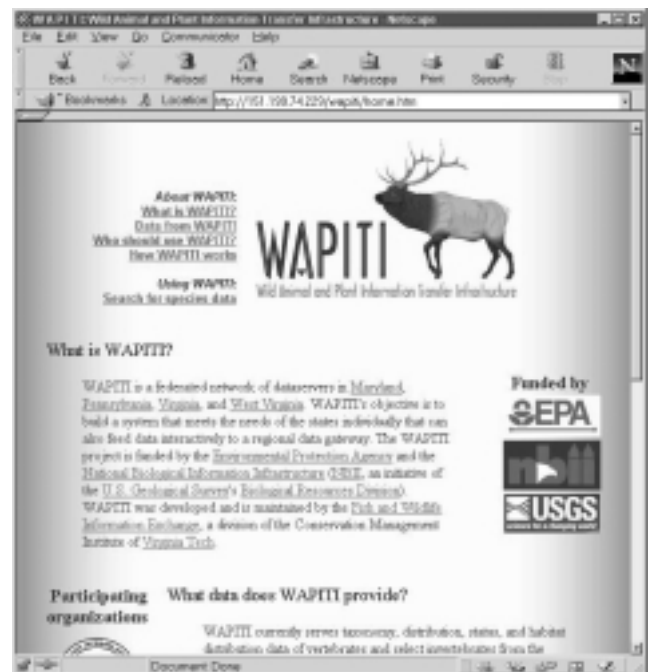 WAPITI: Wild Animal and Plant Information Transfer Infrastructure - Netscape
File Edit View Go Communicator Help
Back Forward Reload Home Search Netscape Print Security Stop
N
Bookmarks Location: http://151.198.74.229/wapiti/home.htm
About WAPITI:
What is WAPITI?
Data from WAPITI
Who should use WAPITI?
How WAPITI works
Using WAPITI:
Search for species data
WAPITI
Wild Animal and Plant Information Transfer Infrastructure
What is WAPITI?
WAPITI is a federated network of dataservers in Maryland,
Pennsylvania, Virginia, and West Virginia. WAPITI's objective is to
build a system that meets the needs of the states individually that can
also feed data interactively to a regional data gateway. The WAPITI
project is funded by the Environmental Protection Agency and the
National Biological Information Infrastructure (NBII, an initiative of
the U.S. Geological Survey's Biological Resources Division).
WAPITI was developed and is maintained by the Fish and Wildlife
Information Exchange, a division of the Conservation Management
Institute of Virginia Tech.
Funded by
EPA
nbii
USGS
science for a changing world
Participating
organizations
What data does WAPITI provide?
WAPITI currently serves taxonomy, distribution, status, and habitat
distribution data of vertebrates and select invertebrates from the
Document: Done